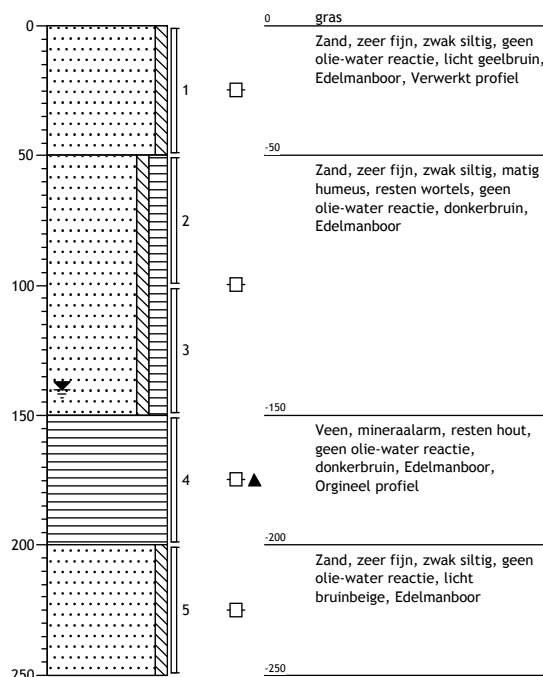 0
0
gras
Zand, zeer fijn, zwak siltig, geen
olie-water reactie, licht geelbruin,
Edelmanboor, Verwerkt profiel
1
50
-50
Zand, zeer fijn, zwak siltig, matig
humeus, resten wortels, geen
olie-water reactie, donkerbruin,
Edelmanboor
2
100
3
150
-150
Veen, mineraalarm, resten hout,
geen olie-water reactie,
donkerbruin, Edelmanboor,
Orgineel profiel
4
200
-200
Zand, zeer fijn, zwak siltig, geen
olie-water reactie, licht
bruinbeige, Edelmanboor
5
250
-250